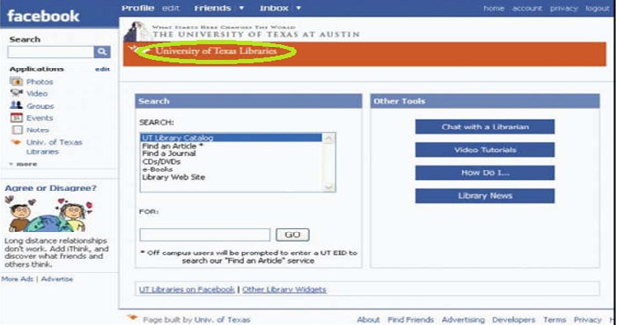 facebook
Profile edit Friends Inbox home account privacy logout
WHAT STARTS HERE CHANGES THE WORLD
THE UNIVERSITY OF TEXAS AT AUSTIN
University of Texas Libraries
Search
Applications edit
Photos
Video
Groups
Events
Notes
Univ. of Texas
Libraries
more
Agree or Disagree?
Long distance relationships
don't work. Add iThink, and
discover what friends and
others think.
More Ads | Advertise
Search
SEARCH:
UT Library Catalog
Find an Article *
Find a Journal
CDs/DVDs
e-Books
Library Web Site
FOR:
GO
* Off campus users will be prompted to enter a UT EID to
search our "Find an Article" service
Other Tools
Chat with a Librarian
Video Tutorials
How Do I...
Library News
UT Libraries on Facebook | Other Library Widgets
Page built by Univ. of Texas About Find Friends Advertising Developers Terms Privacy